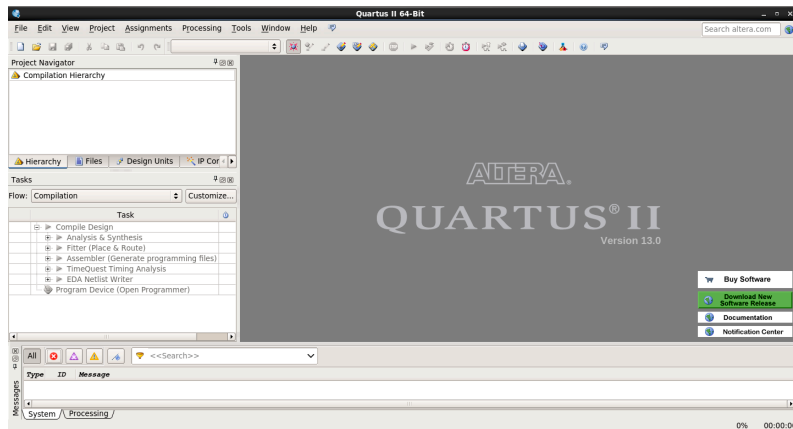 Quartus II 64-Bit
File Edit View Project Assignments Processing Tools Window Help
Search altera.com
Project Navigator
Compilation Hierarchy
Hierarchy Files Design Units IP Cor
Tasks
Flow: Compilation Customize...
Task
Compile Design
Analysis & Synthesis
Fitter (Place & Route)
Assembler (Generate programming files)
TimeQuest Timing Analysis
EDA Netlist Writer
Program Device (Open Programmer)
ALTERA®
QUARTUS® II
Version 13.0
Buy Software
Download New
Software Release
Documentation
Notification Center
All <<Search>>
Type ID Message
Messages
System Processing
0% 00:00:0